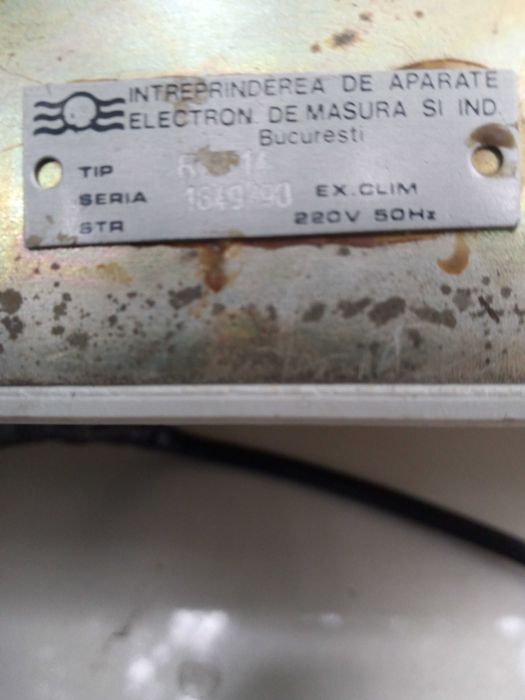 INTREPRINDEREA DE APARATE
ELECTRON. DE MASURA SI IND.
Bucuresti
TIP
SERIA EX.CLIM
STR 220V 50Hz